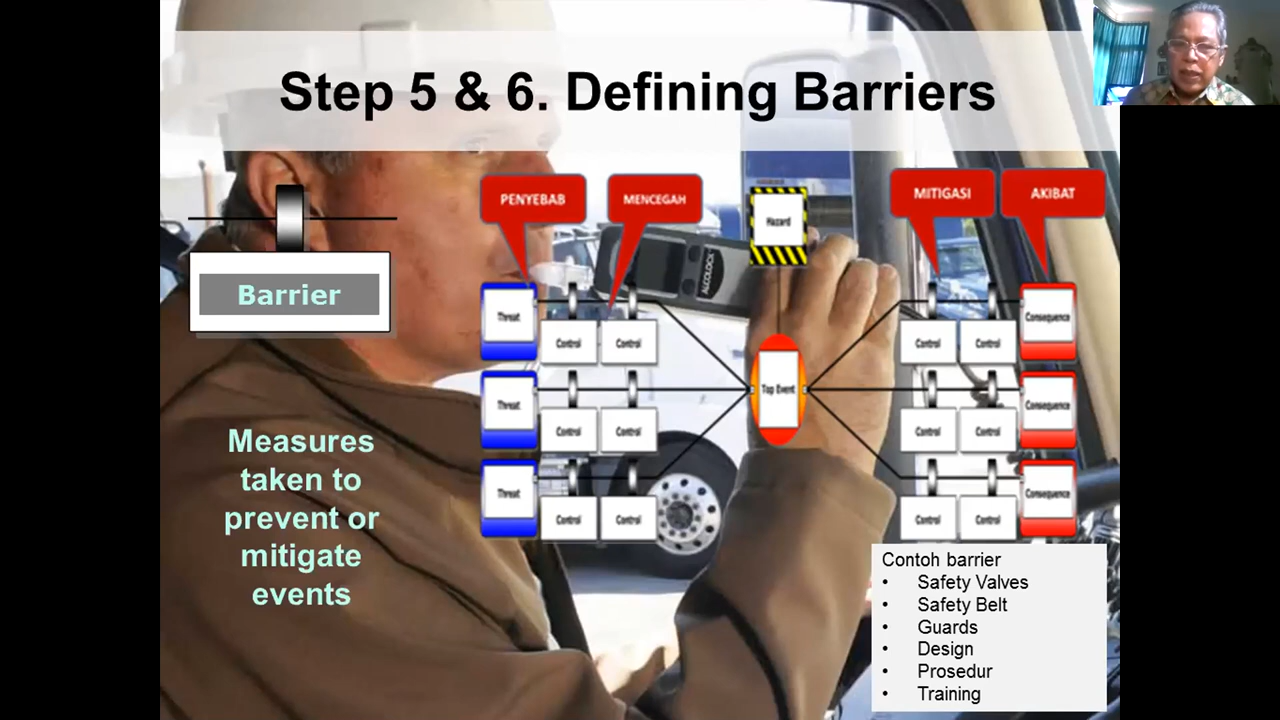 Step 5 & 6. Defining Barriers
PENYEBAB
MENCEGAH
Hazard
MITIGASI
AKIBAT
Barrier
Threat
Control
Control
Control
Control
Consequence
Top Event
Threat
Control
Control
Control
Control
Consequence
Threat
Control
Control
Control
Control
Consequence
ALCOLOCK
Measures
taken to
prevent or
mitigate
events
Contoh barrier
• Safety Valves
• Safety Belt
• Guards
• Design
• Prosedur
• Training